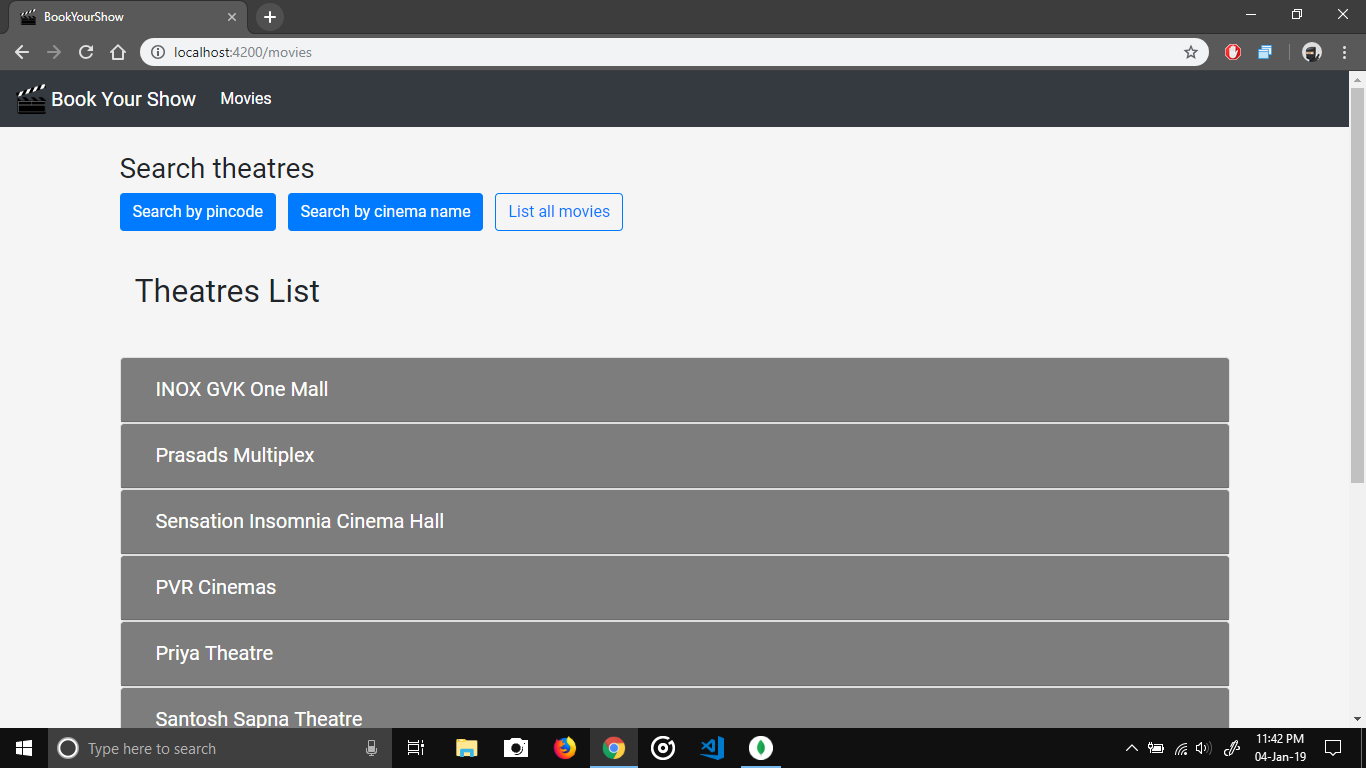 BookYourShow
localhost:4200/movies
Book Your Show Movies
Search theatres
Search by pincode Search by cinema name List all movies
Theatres List
INOX GVK One Mall
Prasads Multiplex
Sensation Insomnia Cinema Hall
PVR Cinemas
Priya Theatre
Santosh Sapna Theatre
Type here to search
11:42 PM
04-Jan-19